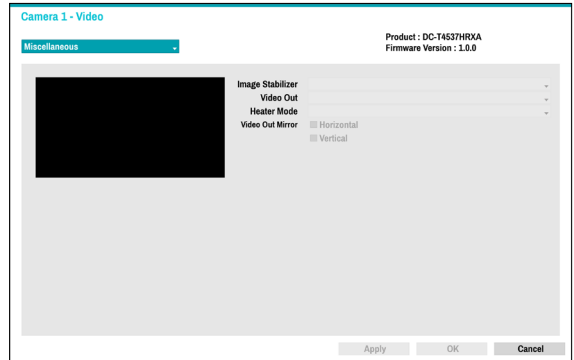 Camera 1 - Video
Product : DC-T4537HRXA
Miscellaneous
Firmware Version : 1.0.0
Image Stabilizer
Video Out
Heater Mode
Video Out Mirror
Horizontal
Vertical
Apply
OK
Cancel